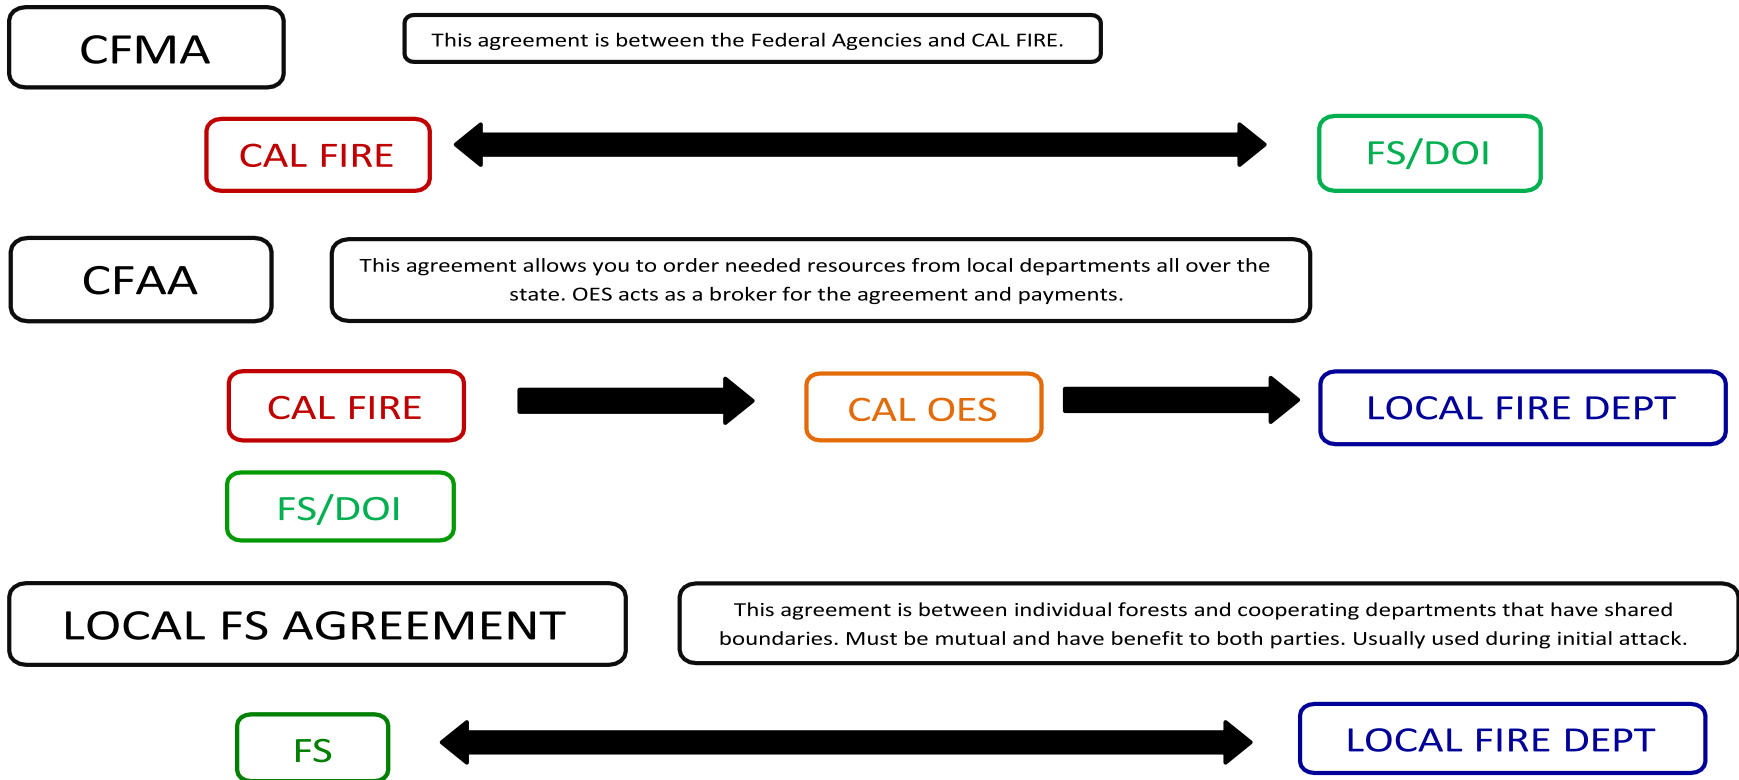 CFMA
This agreement is between the Federal Agencies and CAL FIRE.
CAL FIRE
FS/DOI
CFAA
This agreement allows you to order needed resources from local departments all over the
state. OES acts as a broker for the agreement and payments.
CAL FIRE
CAL OES
LOCAL FIRE DEPT
FS/DOI
LOCAL FS AGREEMENT
This agreement is between individual forests and cooperating departments that have shared
boundaries. Must be mutual and have benefit to both parties. Usually used during initial attack.
FS
LOCAL FIRE DEPT